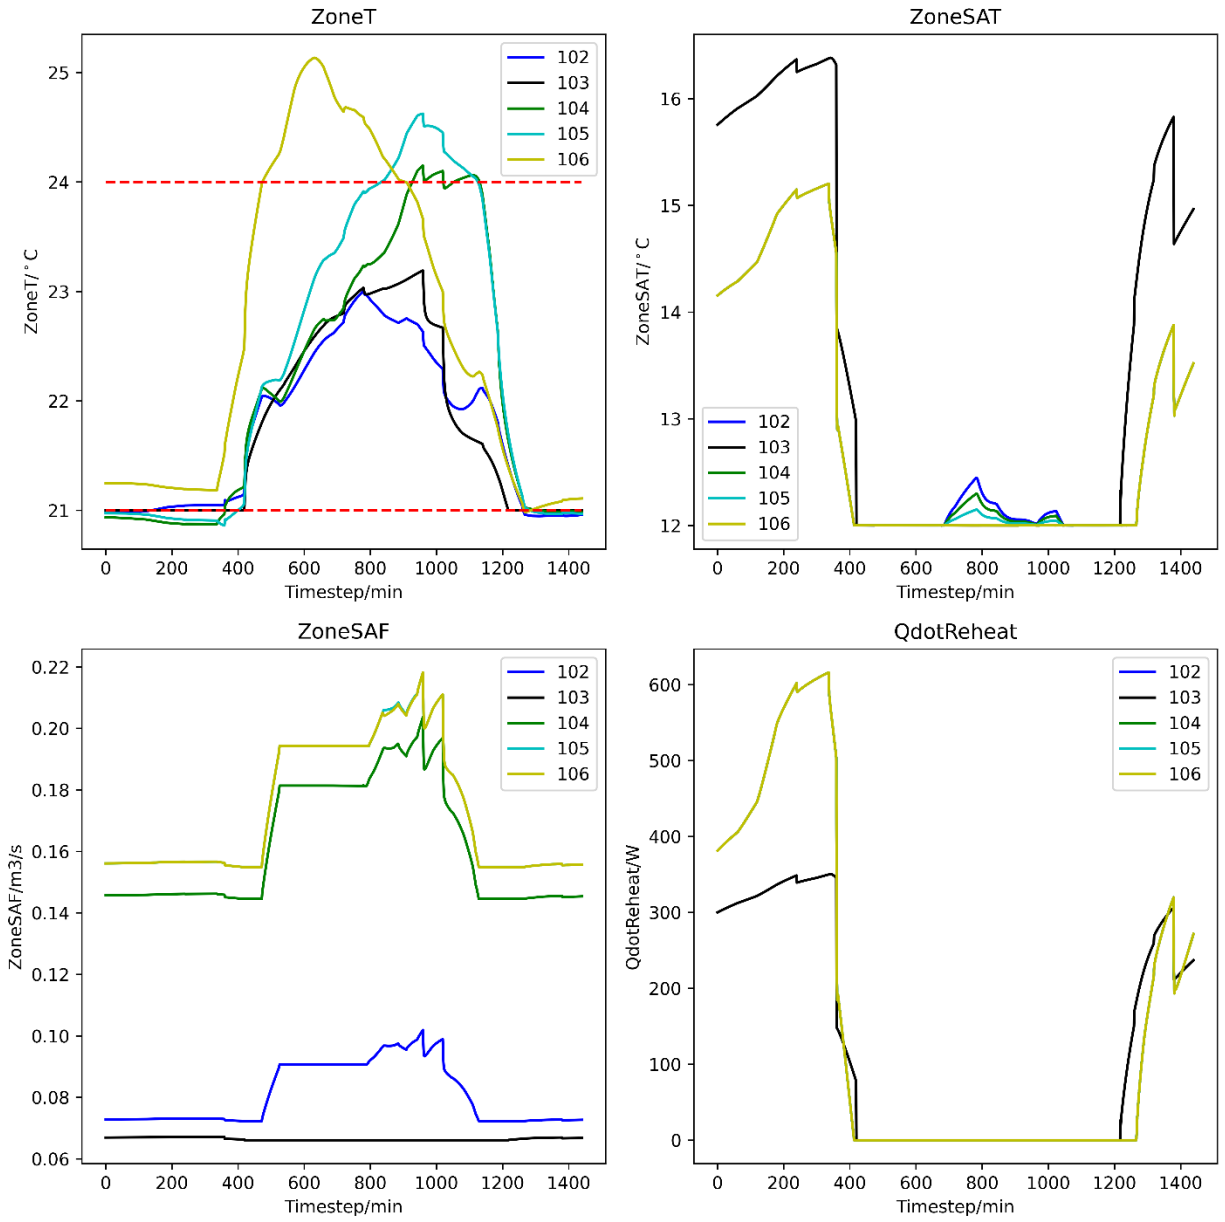 ZoneT
ZoneT/°C
25
24
23
22
21
0 200 400 600 800 1000 1200 1400
Timestep/min
102
103
104
105
106
ZoneSAT
ZoneSAT/°C
16
15
14
13
12
0 200 400 600 800 1000 1200 1400
Timestep/min
102
103
104
105
106
ZoneSAF
ZoneSAF/m3/s
0.22
0.20
0.18
0.16
0.14
0.12
0.10
0.08
0.06
0 200 400 600 800 1000 1200 1400
Timestep/min
102
103
104
105
106
QdotReheat
QdotReheat/W
600
500
400
300
200
100
0
0 200 400 600 800 1000 1200 1400
Timestep/min
102
103
104
105
106